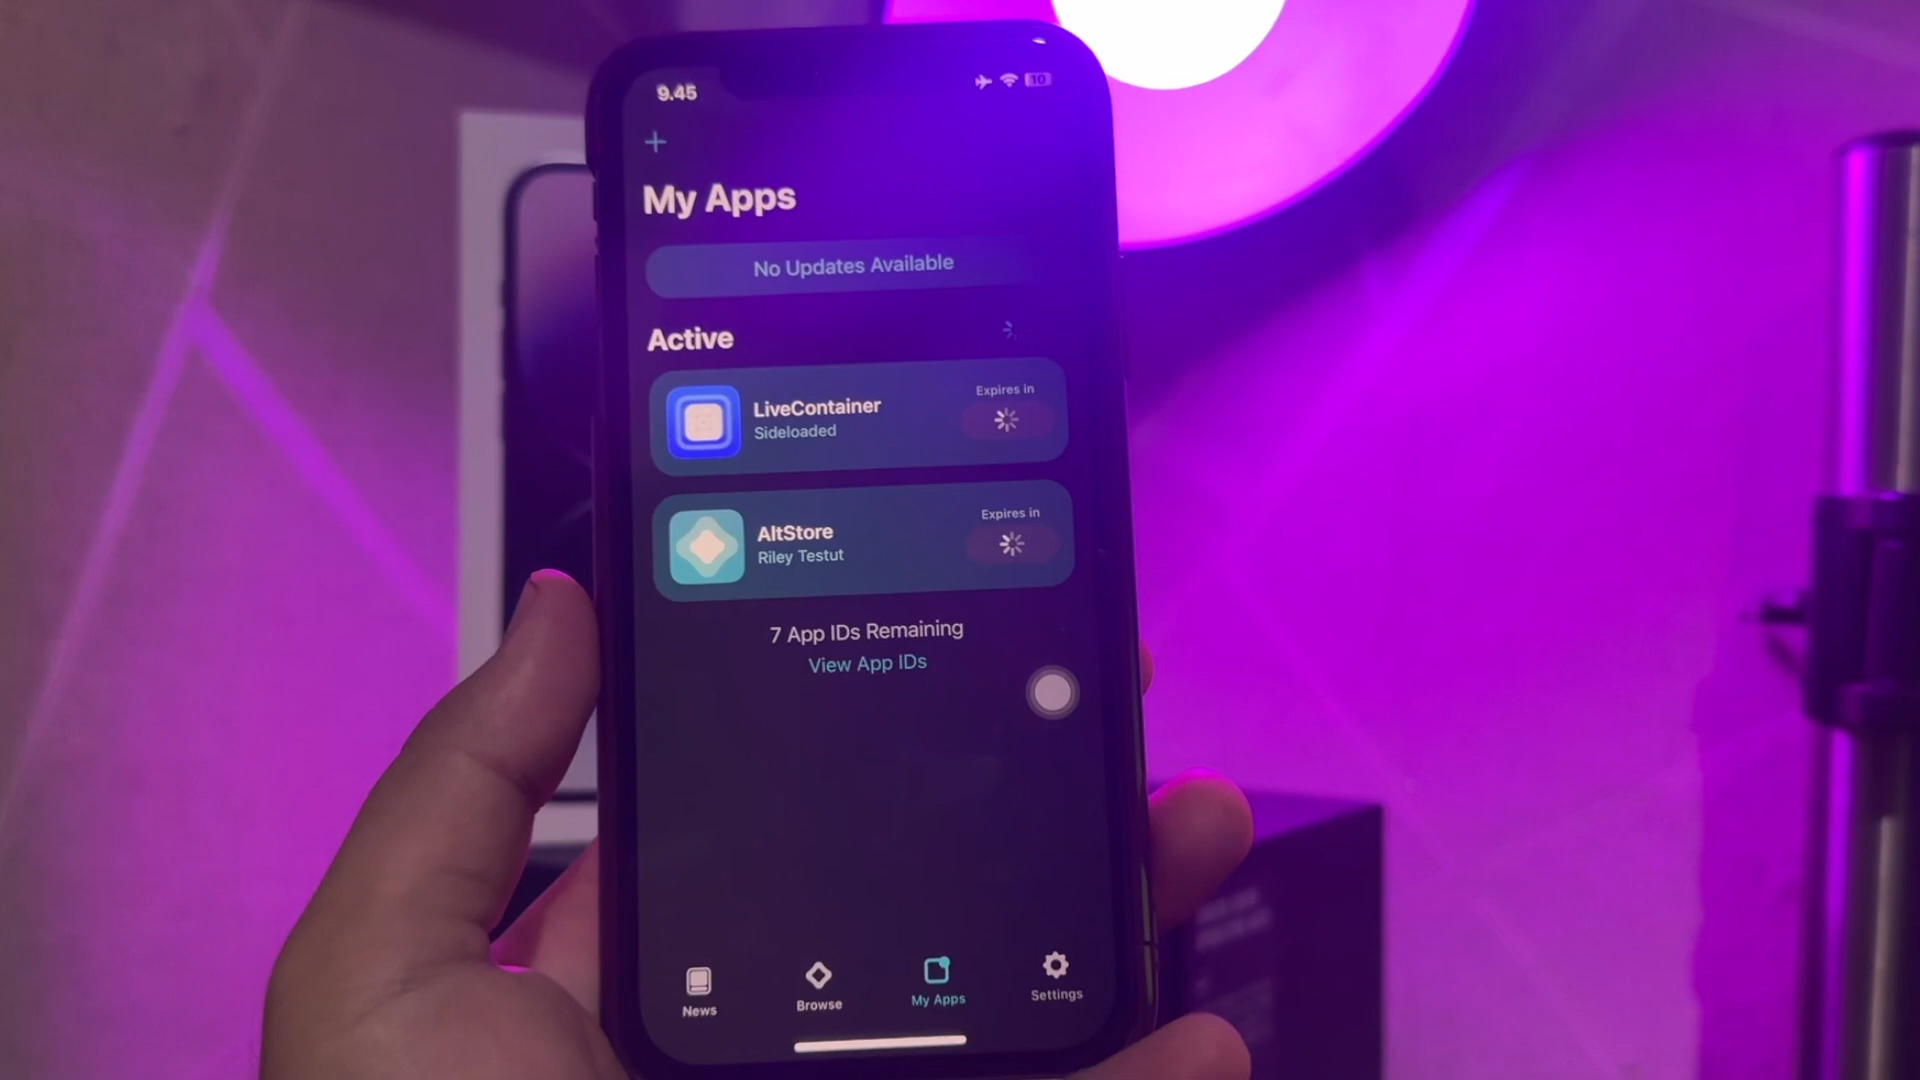 9.45
10
My Apps
No Updates Available
Active
LiveContainer
Sideloaded
Expires in
AltStore
Riley Testut
Expires in
7 App IDs Remaining
View App IDs
News
Browse
My Apps
Settings